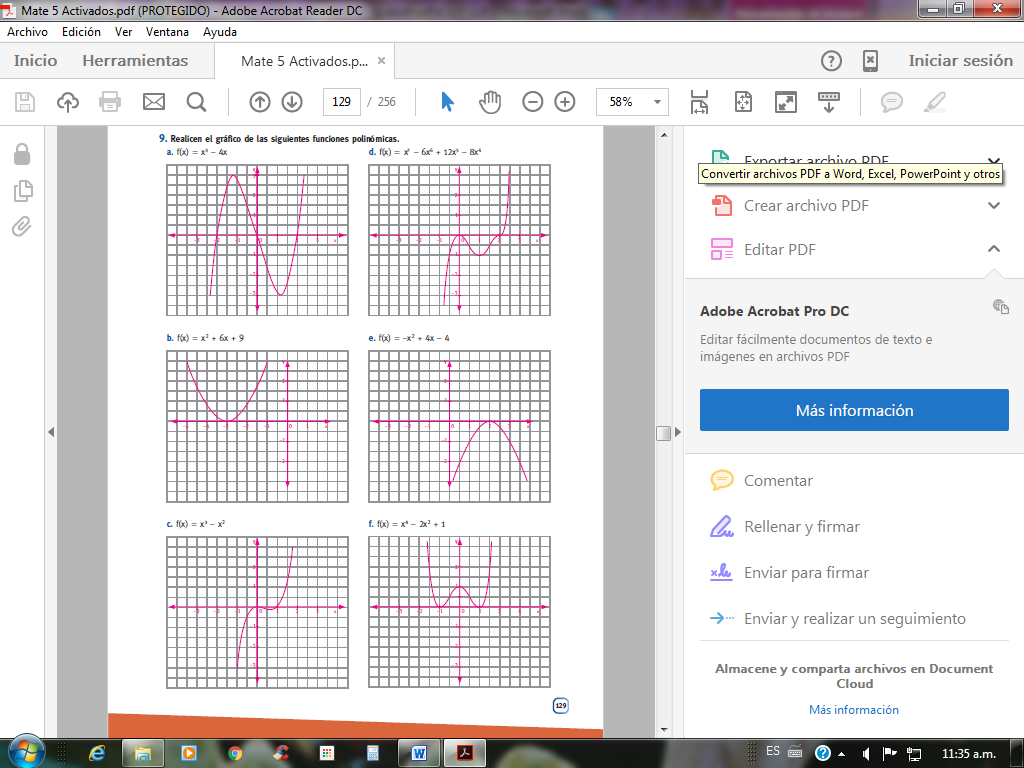 Mate 5 Activados.pdf (PROTEGIDO) - Adobe Acrobat Reader DC
Archivo Edición Ver Ventana Ayuda
Inicio Herramientas Mate 5 Activados.p... × Iniciar sesión
129 / 256 58%
9. Realicen el gráfico de las siguientes funciones polinómicas.
a. f(x) = x³ – 4x
d. f(x) =
b. f(x) = x² + 6x + 9
e. f(x) = –x² + 4x – 4
c. f(x) = x³ – x²
f. f(x) = x⁴ – 2x² + 1
129
Exportar archivo PDF
Convertir archivos PDF a Word, Excel, PowerPoint y otros
Crear archivo PDF
Editar PDF
Adobe Acrobat Pro DC
Editar fácilmente documentos de texto e
imágenes en archivos PDF
Más información
Comentar
Rellenar y firmar
Enviar para firmar
Enviar y realizar un seguimiento
Almacene y comparta archivos en Document
Cloud
Más información
ES 11:35 a.m.